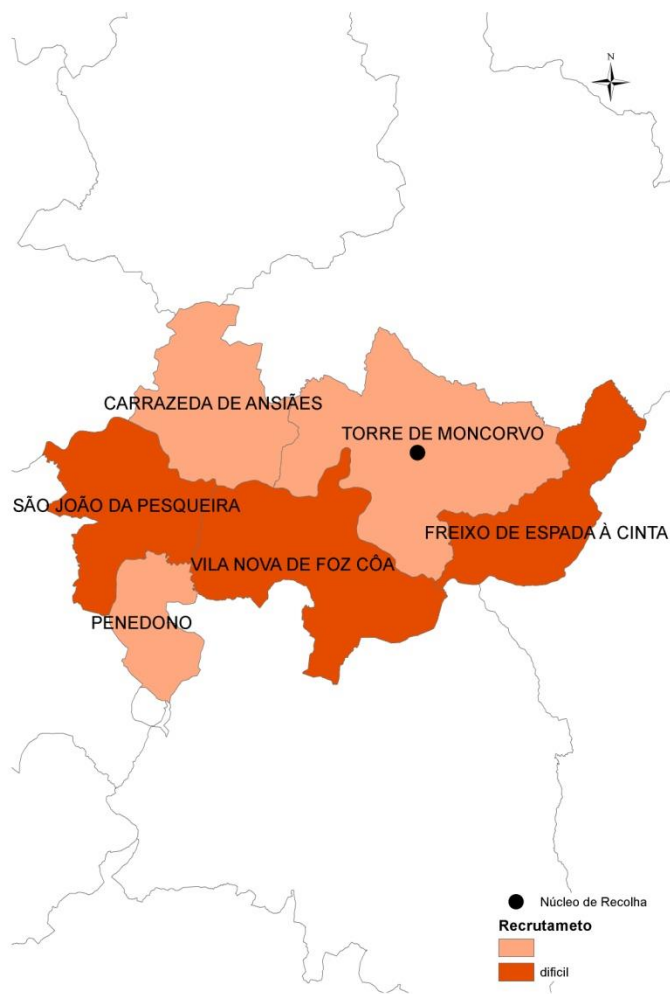 N
CARRAZEDA DE ANSIÃES
TORRE DE MONCORVO
SÃO JOÃO DA PESQUEIRA
FREIXO DE ESPADA À CINTA
VILA NOVA DE FOZ CÔA
PENEDONO
Núcleo de Recolha
Recrutameto
dificil